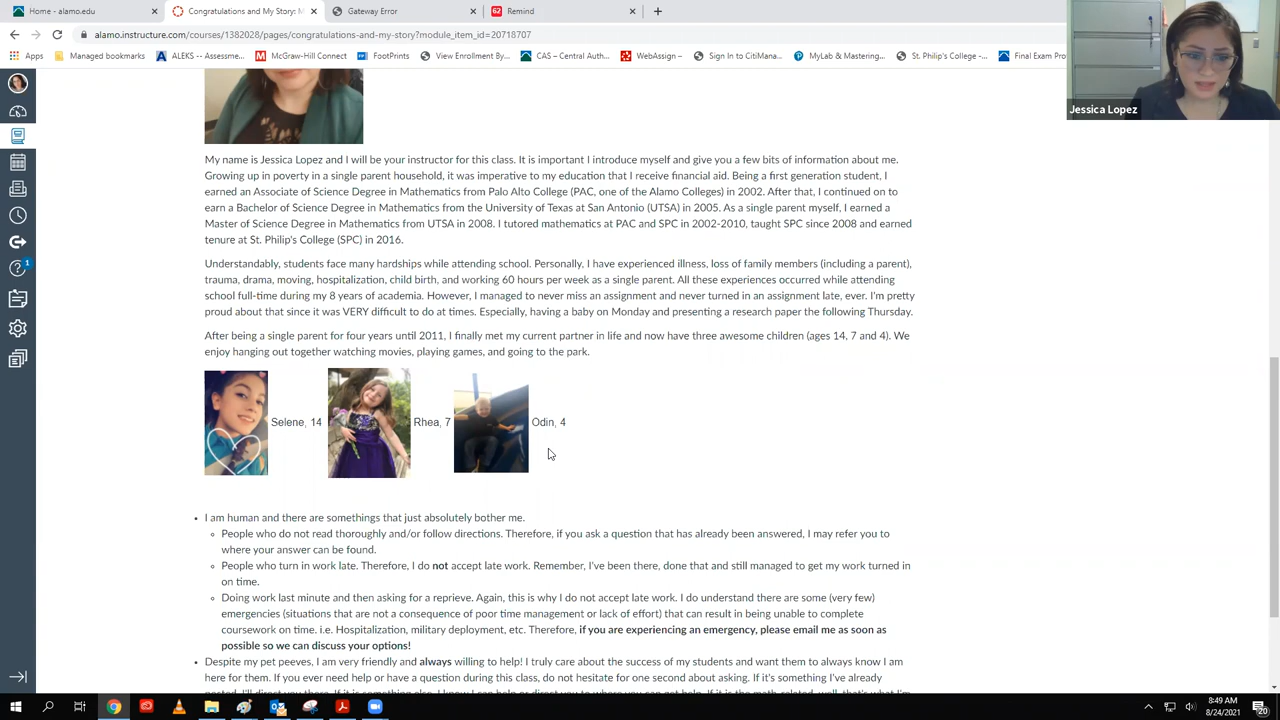 Home - alamo.edu
Congratulations and My Story: M
Gateway Error
62 Remind
alamo.instructure.com/courses/1382028/pages/congratulations-and-my-story?module_item_id=20718707
Apps Managed bookmarks ALEKS -- Assessme... McGraw-Hill Connect FootPrints View Enrollment By... CAS – Central Auth... WebAssign – Sign In to CitiMana... MyLab & Mastering... St. Philip's College -... Final Exam Pro
Jessica Lopez
My name is Jessica Lopez and I will be your instructor for this class. It is important I introduce myself and give you a few bits of information about me.
Growing up in poverty in a single parent household, it was imperative to my education that I receive financial aid. Being a first generation student, I
earned an Associate of Science Degree in Mathematics from Palo Alto College (PAC, one of the Alamo Colleges) in 2002. After that, I continued on to
earn a Bachelor of Science Degree in Mathematics from the University of Texas at San Antonio (UTSA) in 2005. As a single parent myself, I earned a
Master of Science Degree in Mathematics from UTSA in 2008. I tutored mathematics at PAC and SPC in 2002-2010, taught SPC since 2008 and earned
tenure at St. Philip's College (SPC) in 2016.
Understandably, students face many hardships while attending school. Personally, I have experienced illness, loss of family members (including a parent),
trauma, drama, moving, hospitalization, child birth, and working 60 hours per week as a single parent. All these experiences occurred while attending
school full-time during my 8 years of academia. However, I managed to never miss an assignment and never turned in an assignment late, ever. I'm pretty
proud about that since it was VERY difficult to do at times. Especially, having a baby on Monday and presenting a research paper the following Thursday.
After being a single parent for four years until 2011, I finally met my current partner in life and now have three awesome children (ages 14, 7 and 4). We
enjoy hanging out together watching movies, playing games, and going to the park.
Selene, 14 Rhea, 7 Odin, 4
1
• I am human and there are somethings that just absolutely bother me.
◦ People who do not read thoroughly and/or follow directions. Therefore, if you ask a question that has already been answered, I may refer you to
where your answer can be found.
◦ People who turn in work late. Therefore, I do not accept late work. Remember, I've been there, done that and still managed to get my work turned in
on time.
◦ Doing work last minute and then asking for a reprieve. Again, this is why I do not accept late work. I do understand there are some (very few)
emergencies (situations that are not a consequence of poor time management or lack of effort) that can result in being unable to complete
coursework on time. i.e. Hospitalization, military deployment, etc. Therefore, if you are experiencing an emergency, please email me as soon as
possible so we can discuss your options!
• Despite my pet peeves, I am very friendly and always willing to help! I truly care about the success of my students and want them to always know I am
here for them. If you ever need help or have a question during this class, do not hesitate for one second about asking. If it's something I've already
8:49 AM
8/24/2021
20